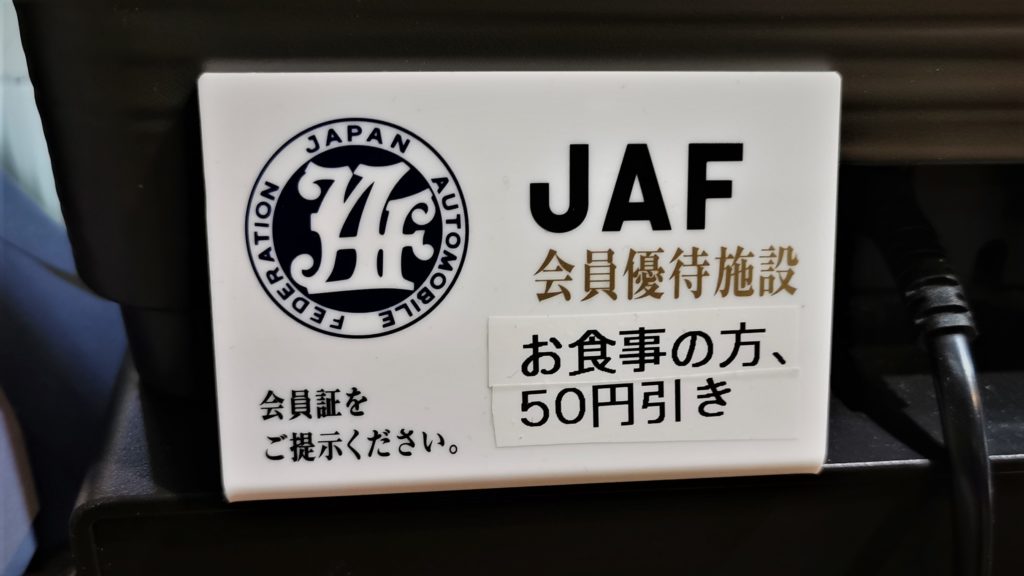 JAPAN AUTOMOBILE FEDERATION
JAF
JAF
会員優待施設
お食事の方、
50円引き
会員証を
ご提示ください。